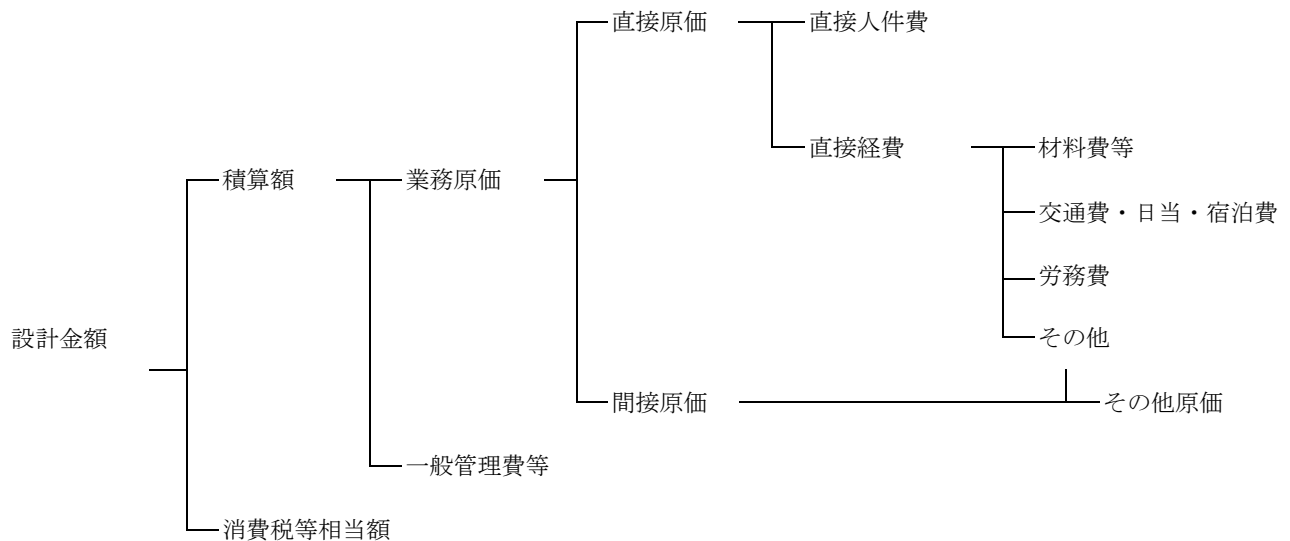 直接原価
直接人件費
直接経費
材料費等
積算額
業務原価
交通費・日当・宿泊費
労務費
設計金額
その他
間接原価
その他原価
一般管理費等
消費税等相当額